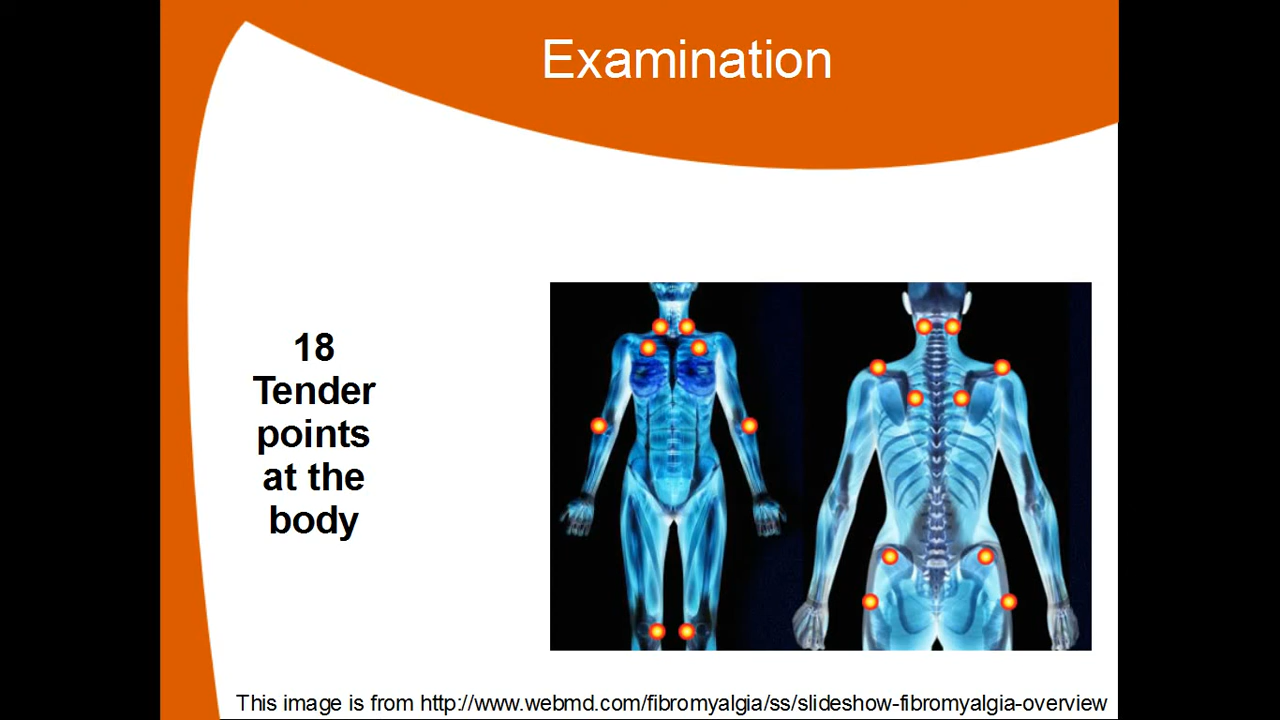 Examination
18
Tender
points
at the
body
This image is from http://www.webmd.com/fibromyalgia/ss/slideshow-fibromyalgia-overview